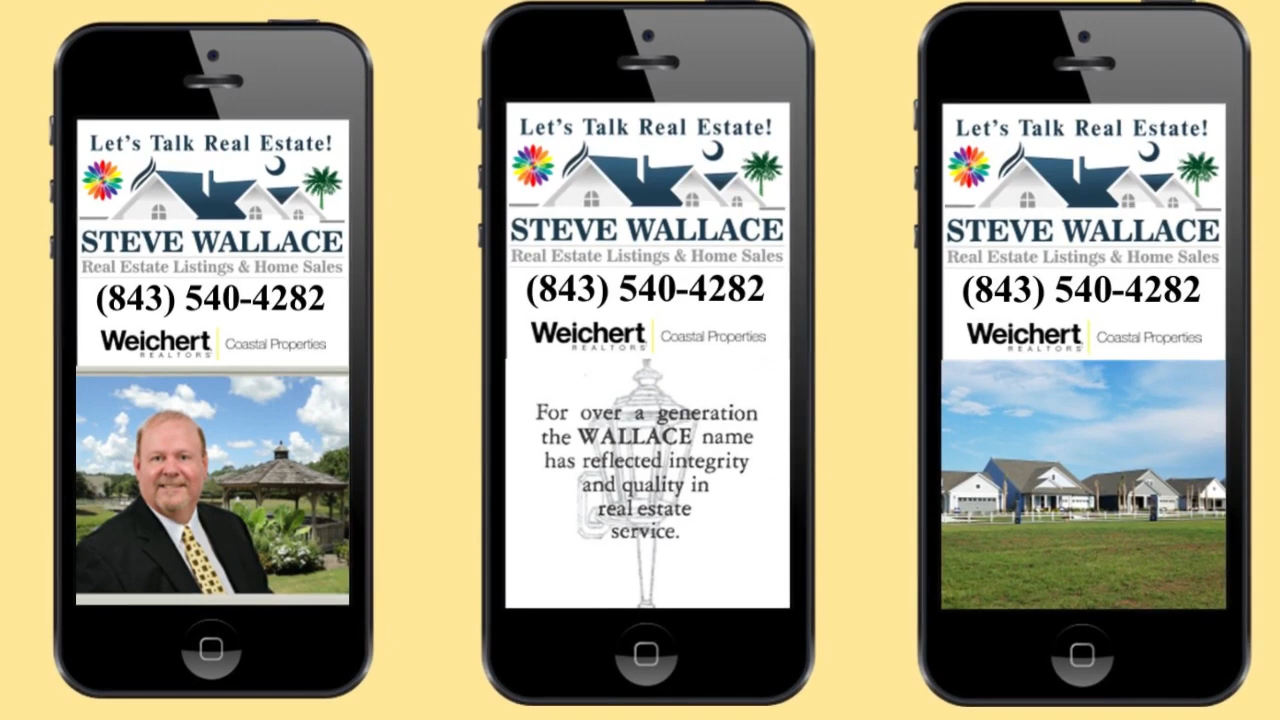 Let's Talk Real Estate!
STEVE WALLACE
Real Estate Listings & Home Sales
(843) 540-4282
Weichert
REALTORS
Coastal Properties
Let's Talk Real Estate!
STEVE WALLACE
Real Estate Listings & Home Sales
(843) 540-4282
Weichert
REALTORS
Coastal Properties
For over a generation
the WALLACE name
has reflected integrity
and quality in
real estate
service.
Let's Talk Real Estate!
STEVE WALLACE
Real Estate Listings & Home Sales
(843) 540-4282
Weichert
REALTORS
Coastal Properties